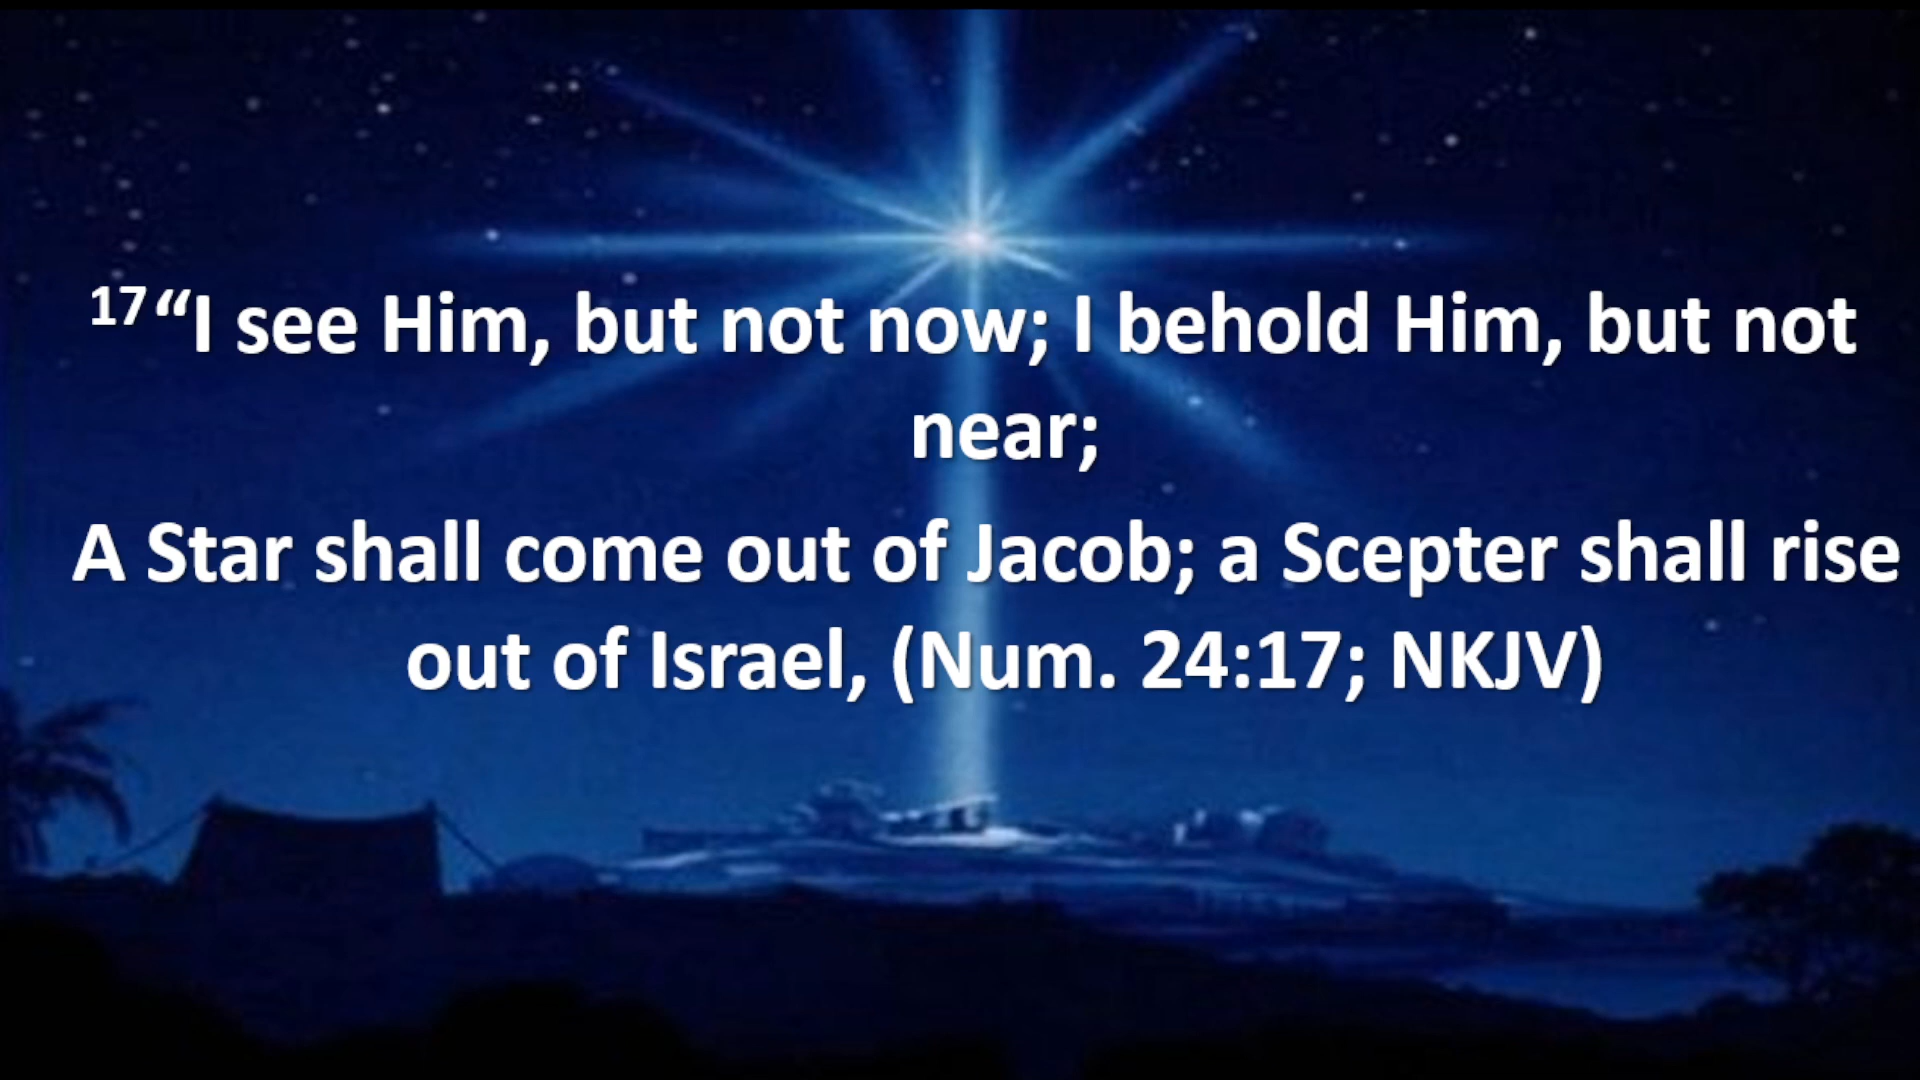 17“I see Him, but not now; I behold Him, but not
near;
A Star shall come out of Jacob; a Scepter shall rise
out of Israel, (Num. 24:17; NKJV)